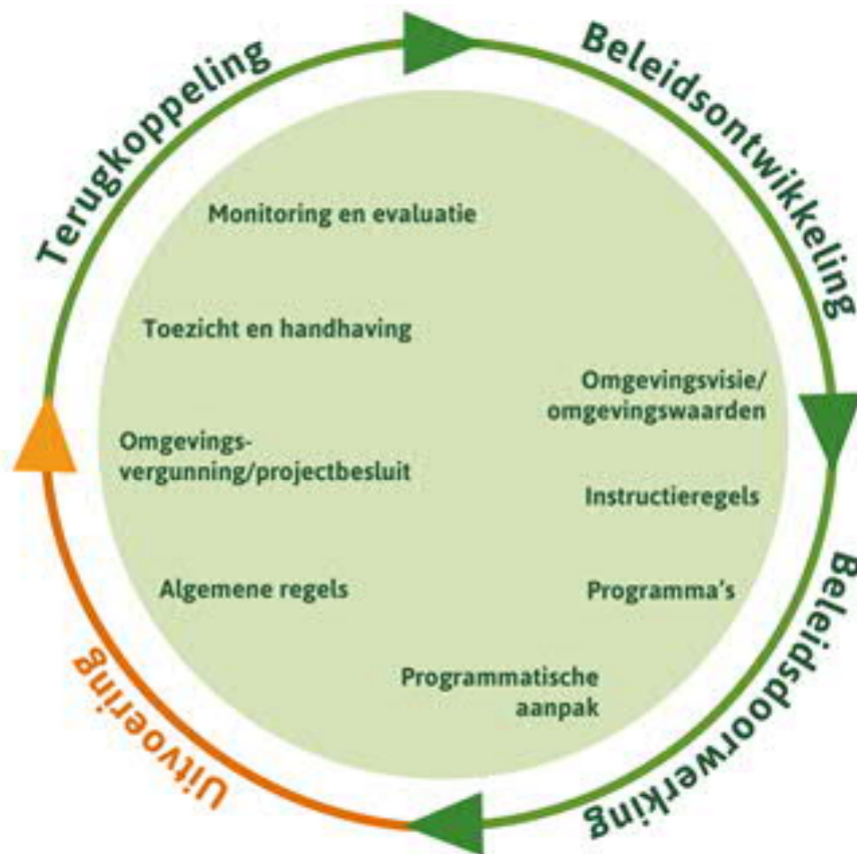 Terugkoppeling
Beleidsontwikkeling
Monitoring en evaluatie
Toezicht en handhaving
Omgevingsvisie/
omgevingswaarden
Omgevings-
vergunning/projectbesluit
Instructieregels
Algemene regels
Programma's
Programmatische
aanpak
Uitvoering
Beleidsdoorwerking